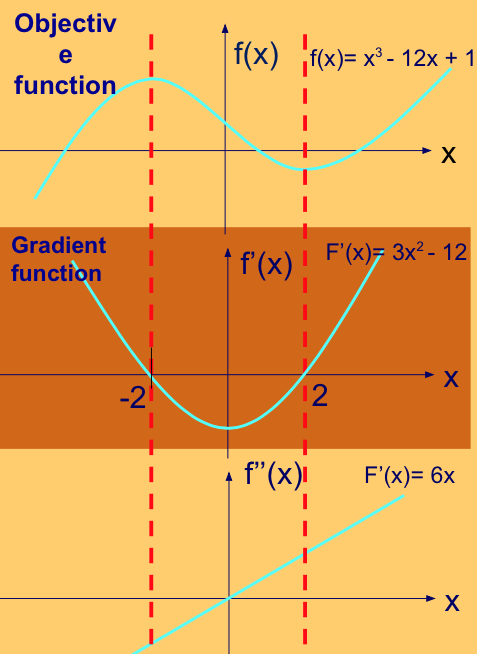 Objectiv
e
function
f(x)
f(x)= x³ - 12x + 1
x
Gradient
function
f’(x)
F’(x)= 3x² - 12
x
-2
2
f’’(x)
F’(x)= 6x
x